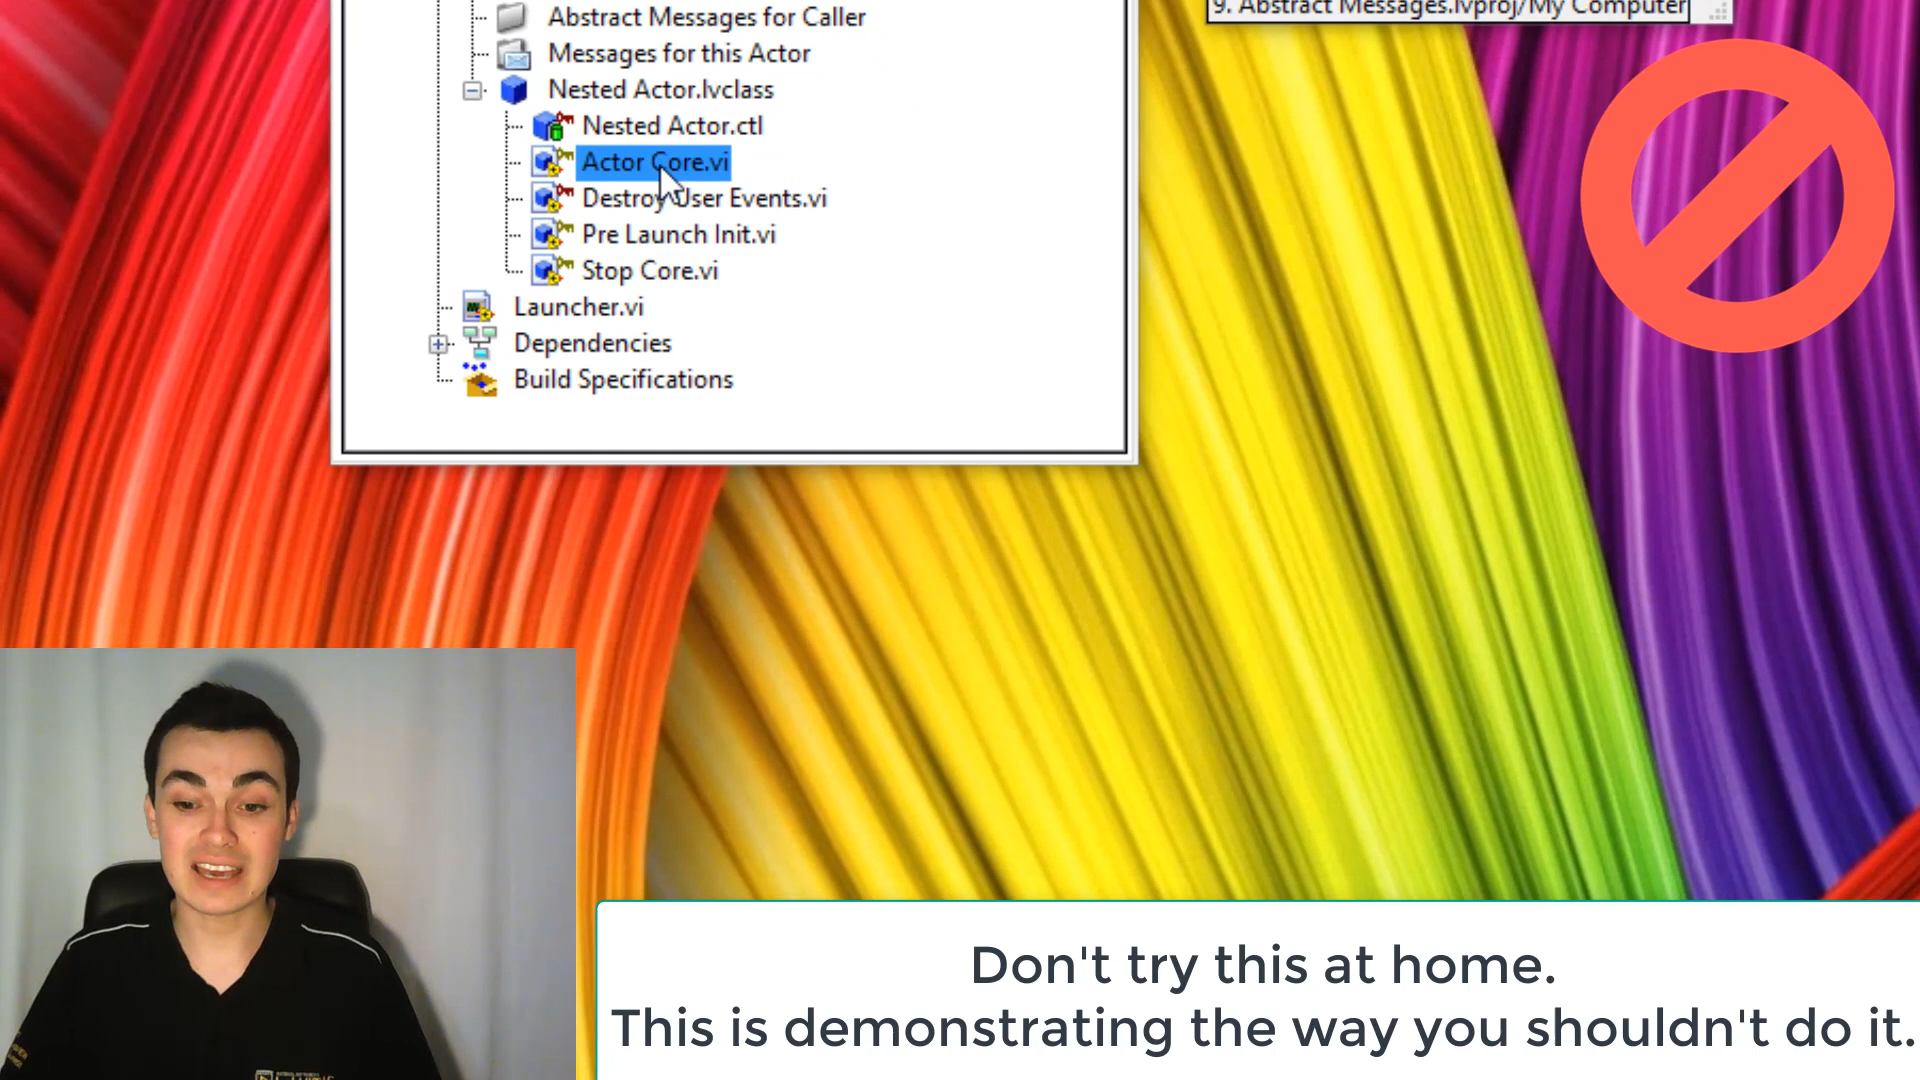 9. Abstract Messages.lvproj/My Computer
Abstract Messages for Caller
Messages for this Actor
Nested Actor.lvclass
Nested Actor.ctl
Actor Core.vi
Destroy User Events.vi
Pre Launch Init.vi
Stop Core.vi
Launcher.vi
Dependencies
Build Specifications
Don't try this at home.
This is demonstrating the way you shouldn't do it.